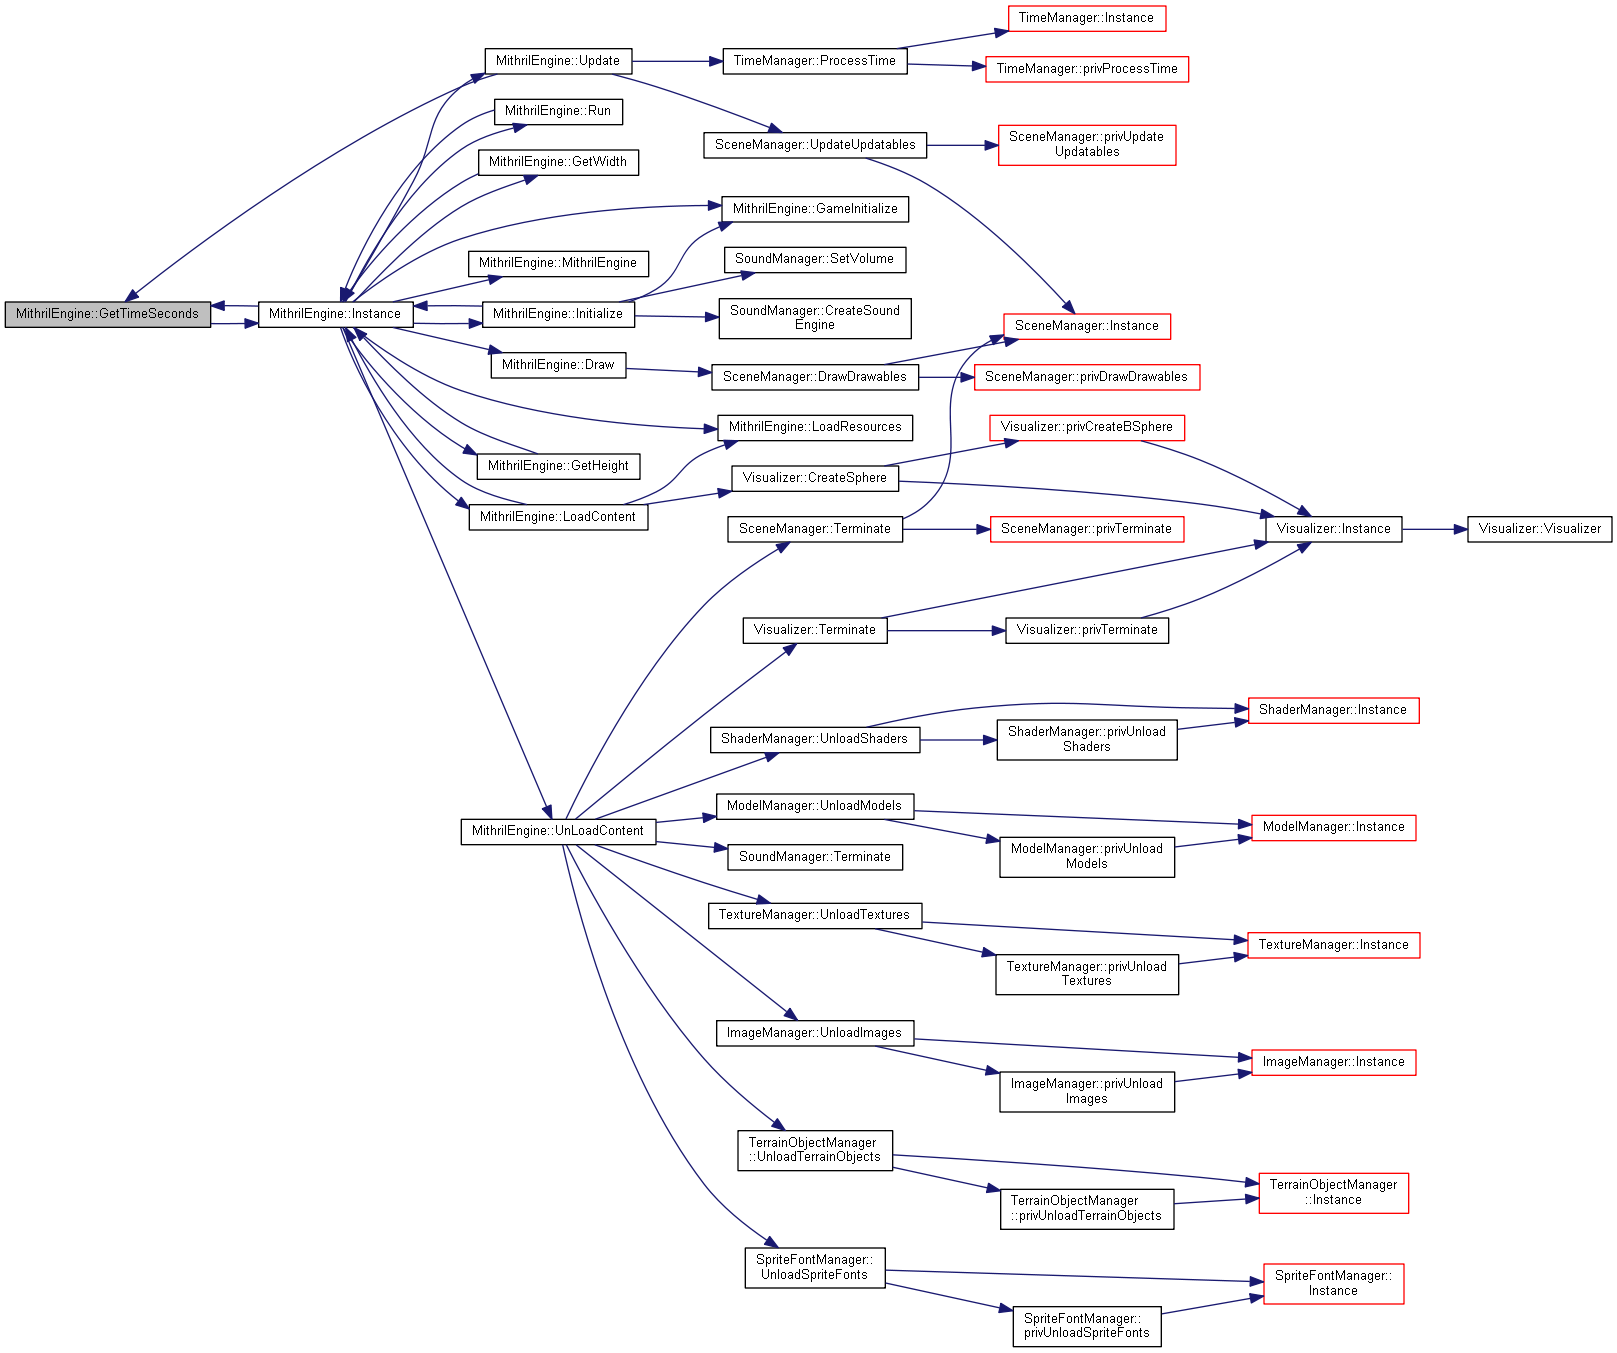 TimeManager::Instance
MithrilEngine::Update
TimeManager::ProcessTime
TimeManager::privProcessTime
MithrilEngine::Run
SceneManager::UpdateUpdatables
SceneManager::privUpdate
Updatables
MithrilEngine::GetWidth
MithrilEngine::GameInitialize
MithrilEngine::MithrilEngine
SoundManager::SetVolume
MithrilEngine::GetTimeSeconds
MithrilEngine::Instance
MithrilEngine::Initialize
SoundManager::CreateSound
Engine
SceneManager::Instance
MithrilEngine::Draw
SceneManager::DrawDrawables
SceneManager::privDrawDrawables
MithrilEngine::LoadResources
Visualizer::privCreateBSphere
MithrilEngine::GetHeight
Visualizer::CreateSphere
MithrilEngine::LoadContent
SceneManager::Terminate
SceneManager::privTerminate
Visualizer::Instance
Visualizer::Visualizer
Visualizer::Terminate
Visualizer::privTerminate
ShaderManager::Instance
ShaderManager::UnloadShaders
ShaderManager::privUnload
Shaders
ModelManager::UnloadModels
ModelManager::Instance
MithrilEngine::UnLoadContent
ModelManager::privUnload
Models
SoundManager::Terminate
TextureManager::UnloadTextures
TextureManager::Instance
TextureManager::privUnload
Textures
ImageManager::UnloadImages
ImageManager::Instance
ImageManager::privUnload
Images
TerrainObjectManager
::UnloadTerrainObjects
TerrainObjectManager
::Instance
TerrainObjectManager
::privUnloadTerrainObjects
SpriteFontManager::
UnloadSpriteFonts
SpriteFontManager::
Instance
SpriteFontManager::
privUnloadSpriteFonts